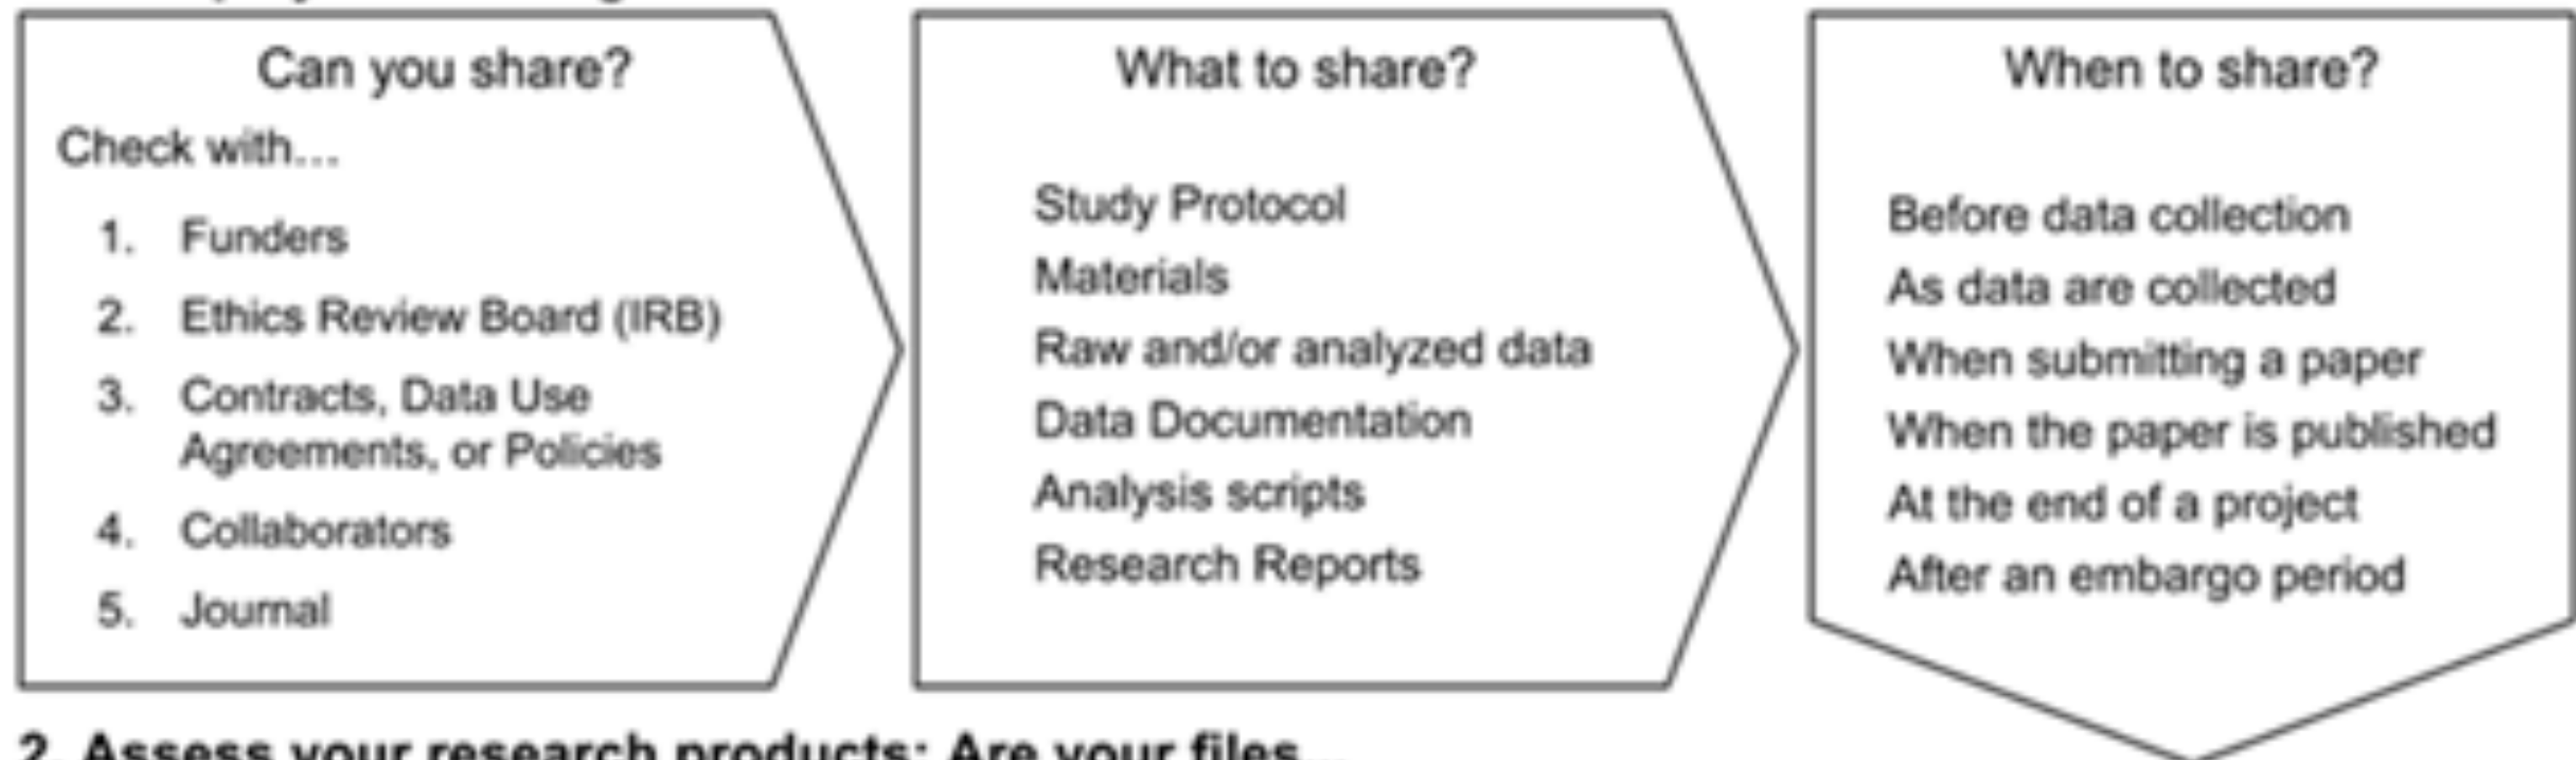 Can you share?
Check with...
1. Funders
2. Ethics Review Board (IRB)
3. Contracts, Data Use
Agreements, or Policies
4. Collaborators
5. Journal
What to share?
Study Protocol
Materials
Raw and/or analyzed data
Data Documentation
Analysis scripts
Research Reports
When to share?
Before data collection
As data are collected
When submitting a paper
When the paper is published
At the end of a project
After an embargo period
2. Assess your research products: Are your files...